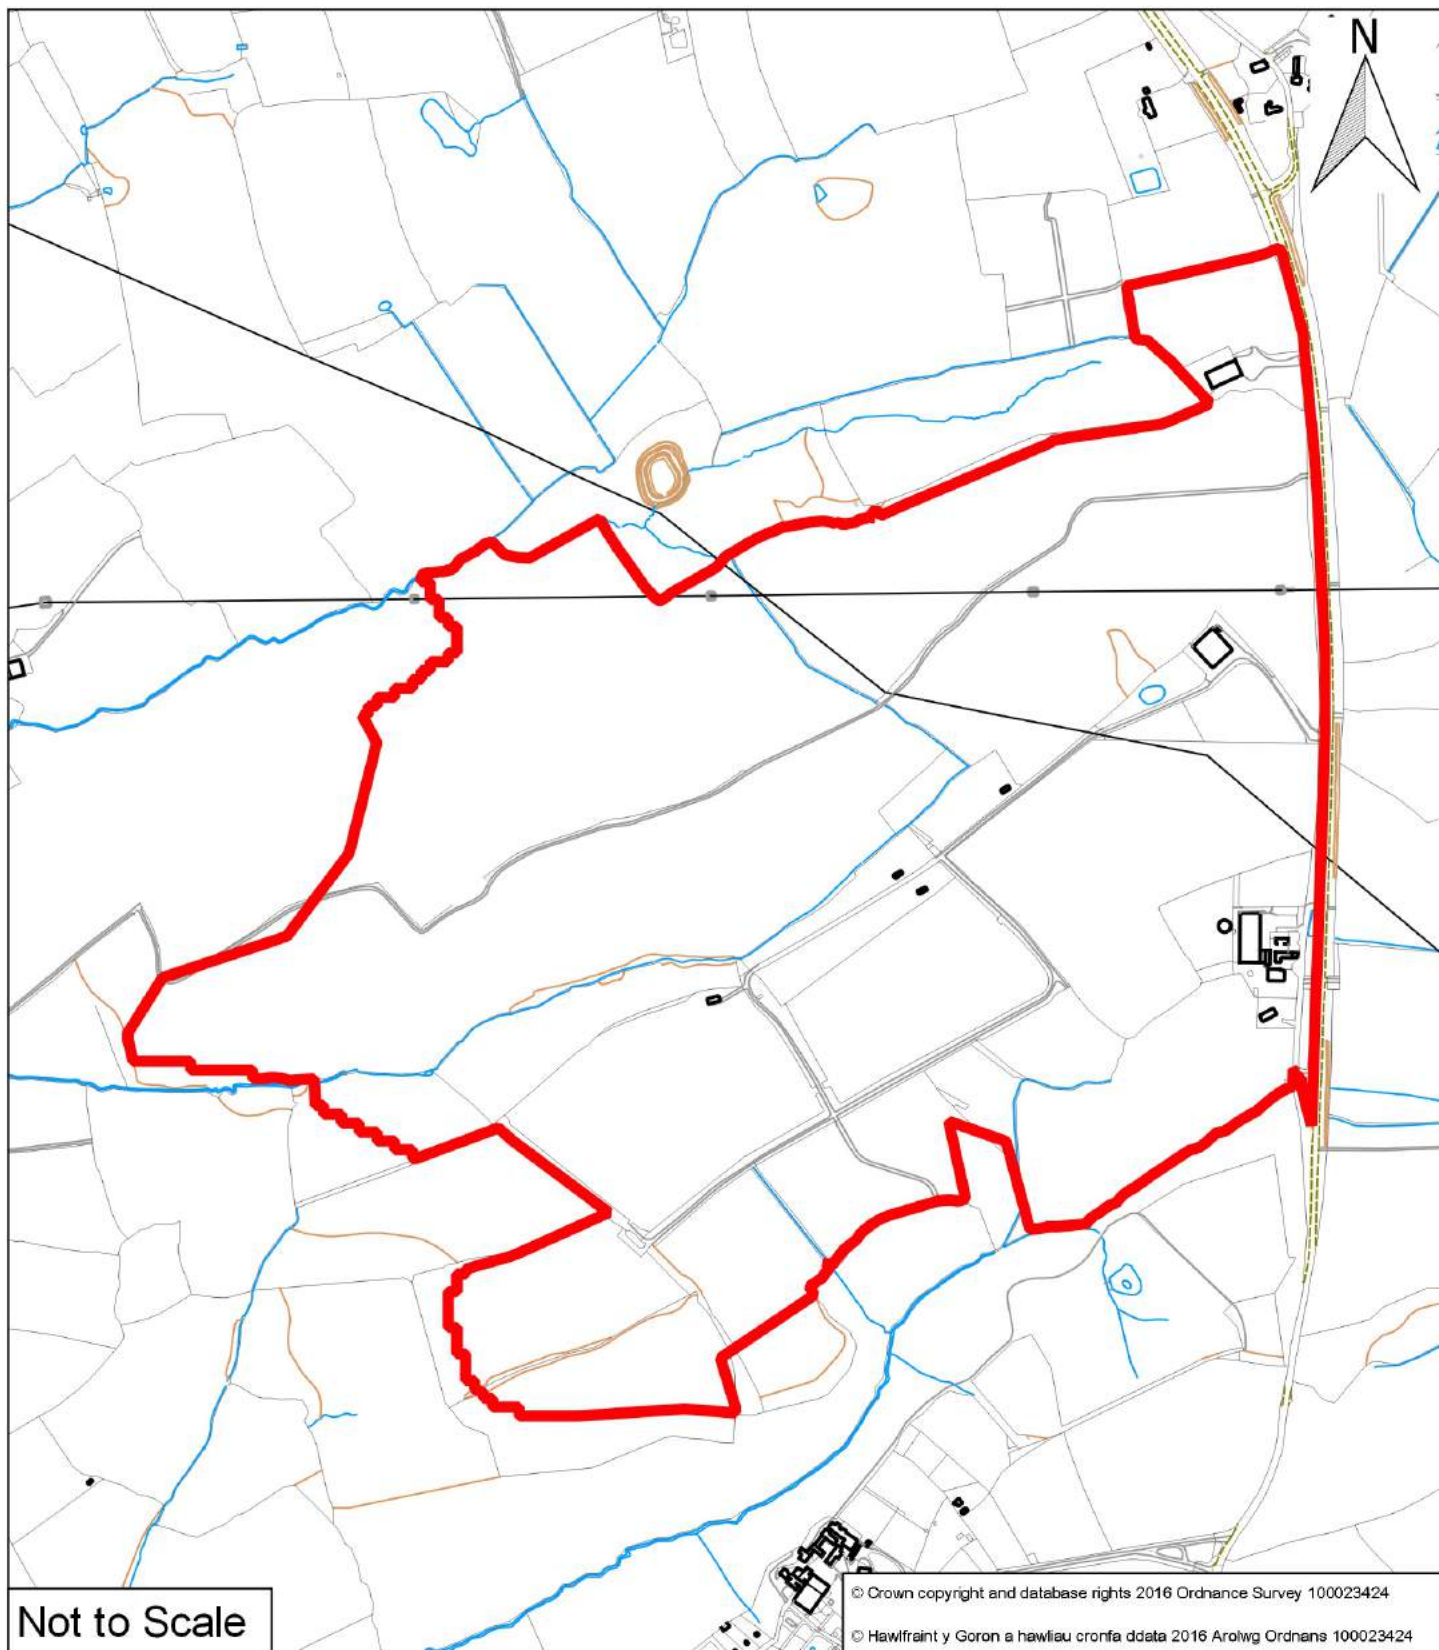 N
Not to Scale
© Crown copyright and database rights 2016 Ordnance Survey 100023424
© Hawlfraint y Goron a hawliau cronfa ddata 2016 Arolwg Ordnans 100023424